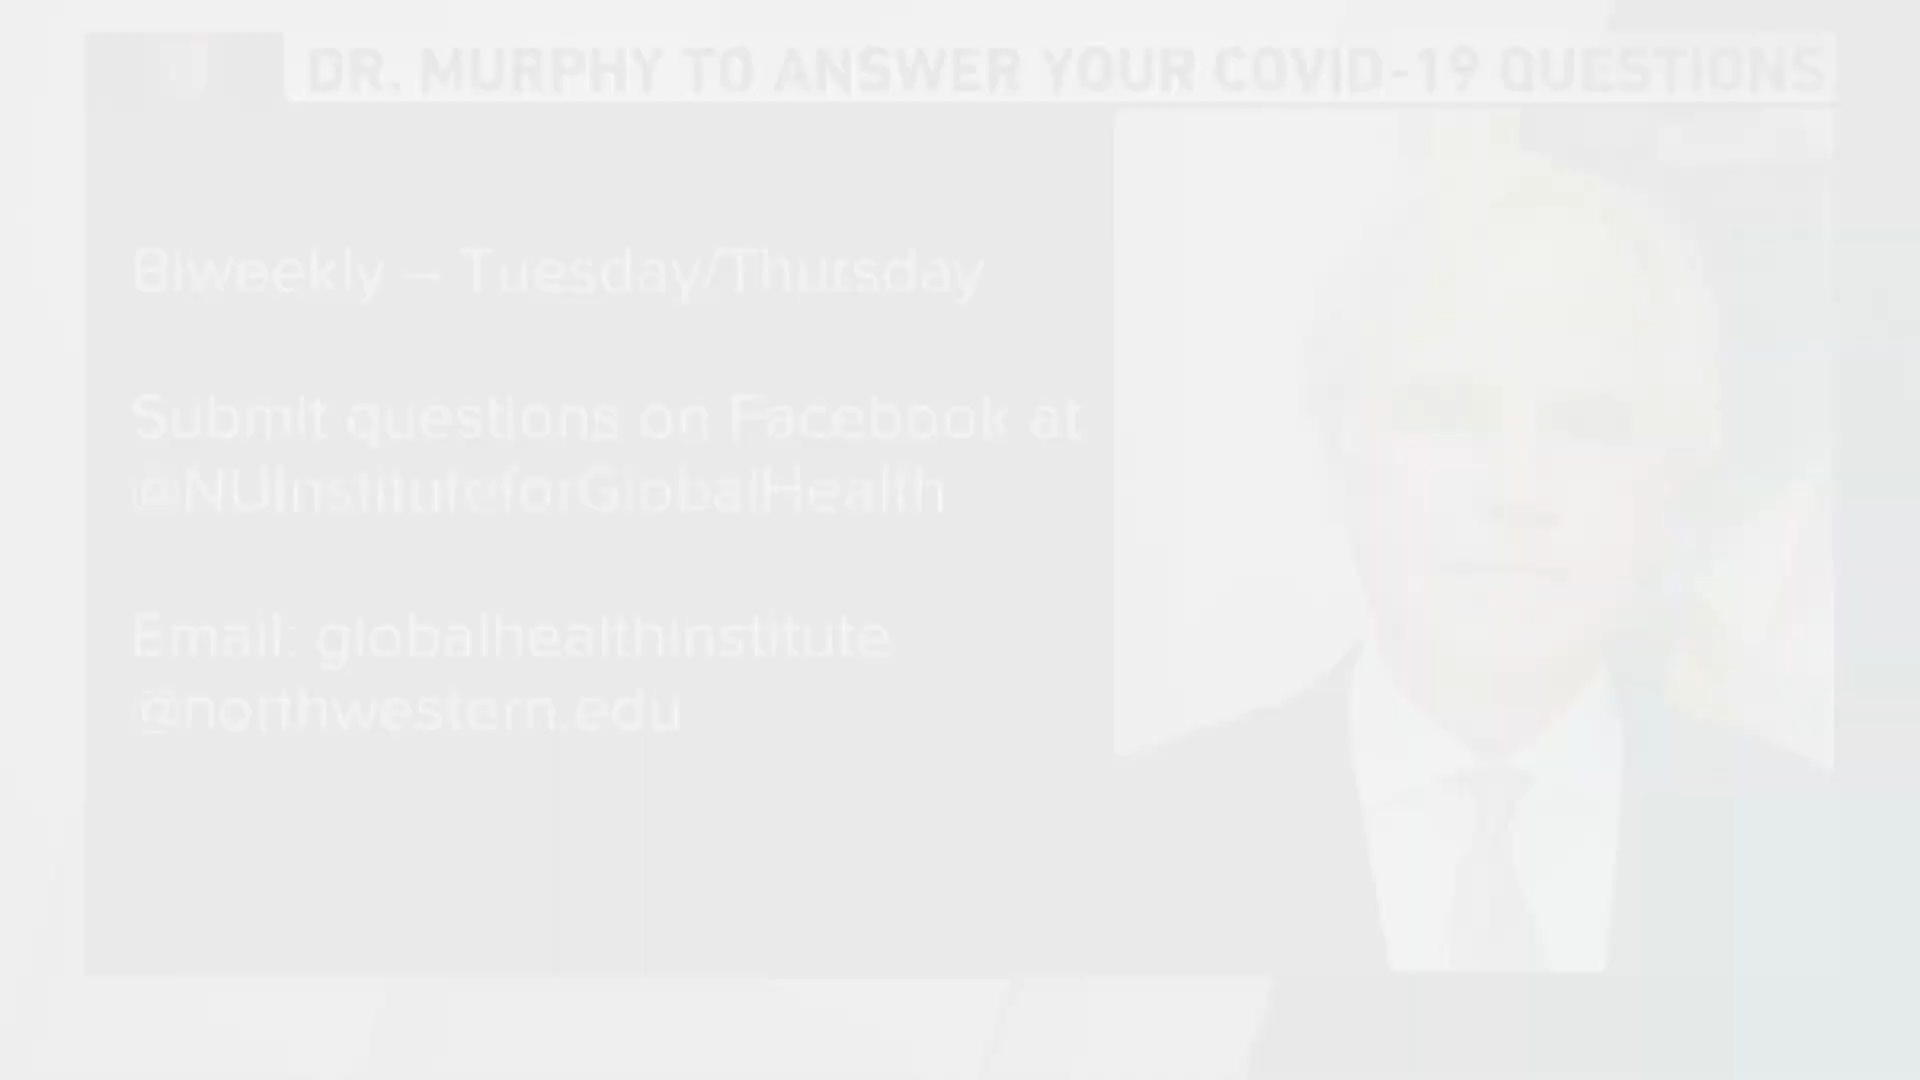 DR. MURPHY TO ANSWER YOUR COVID-19 QUESTIONS
Biweekly – Tuesday/Thursday
Submit questions on Facebook at
@NUInstituteforGlobalHealth
Email: globalhealthinstitute
@northwestern.edu